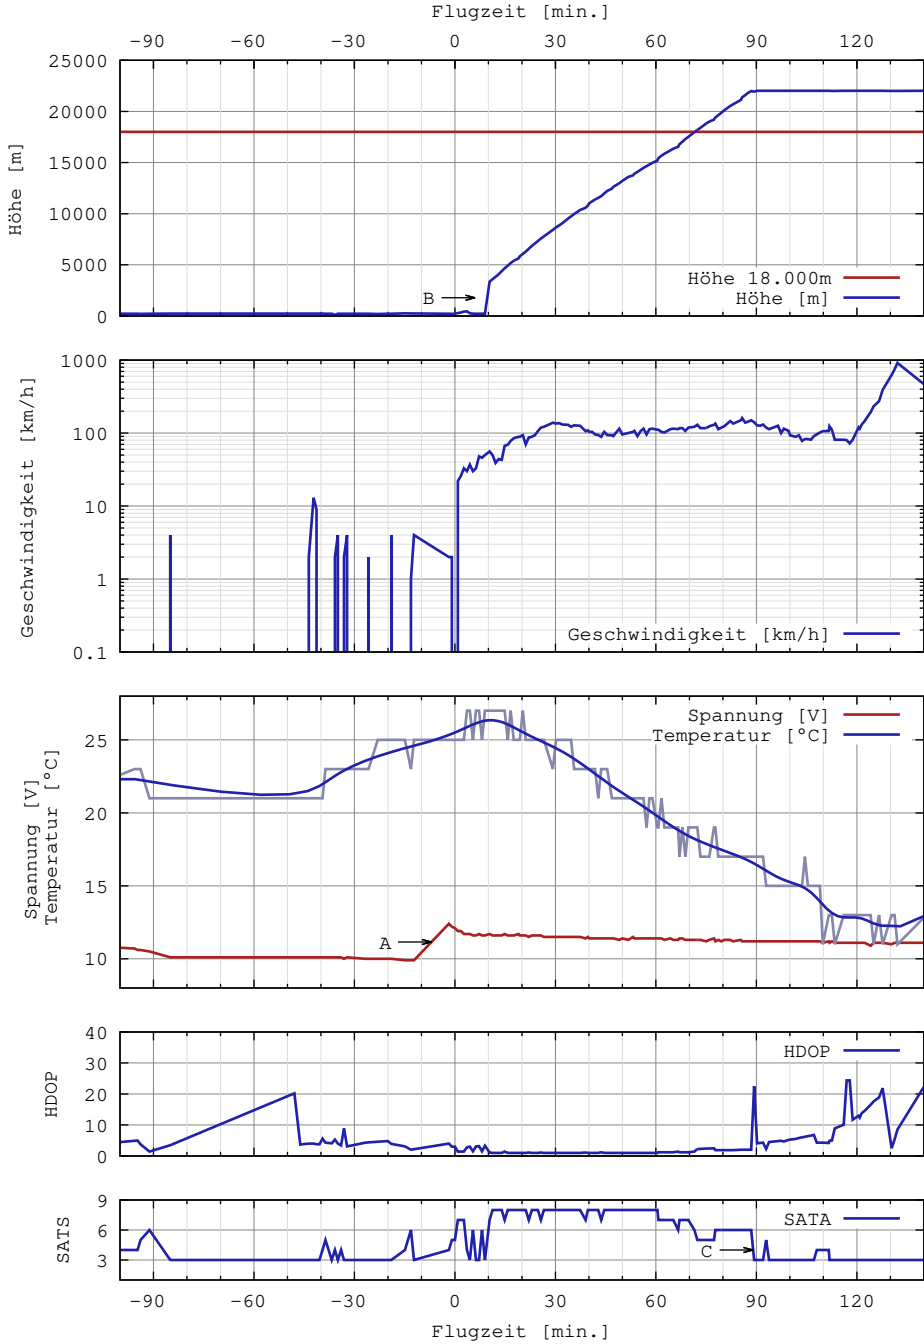 Flugzeit [min.]
−90 −60 −30 0 30 60 90 120
25000
20000
15000
10000
5000
0
Höhe [m]
B
Höhe 18.000m
Höhe [m]
1000
100
10
1
0.1
Geschwindigkeit [km/h]
Geschwindigkeit [km/h]
25
20
15
10
Spannung [V]
Temperatur [°C]
Spannung [V]
Temperatur [°C]
A
40
30
20
10
0
HDOP
HDOP
9
6
3
SATS
SATA
C
−90 −60 −30 0 30 60 90 120
Flugzeit [min.]